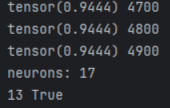 tensor(0.9444) 4700
tensor(0.9444) 4800
tensor(0.9444) 4900
neurons: 17
13 True